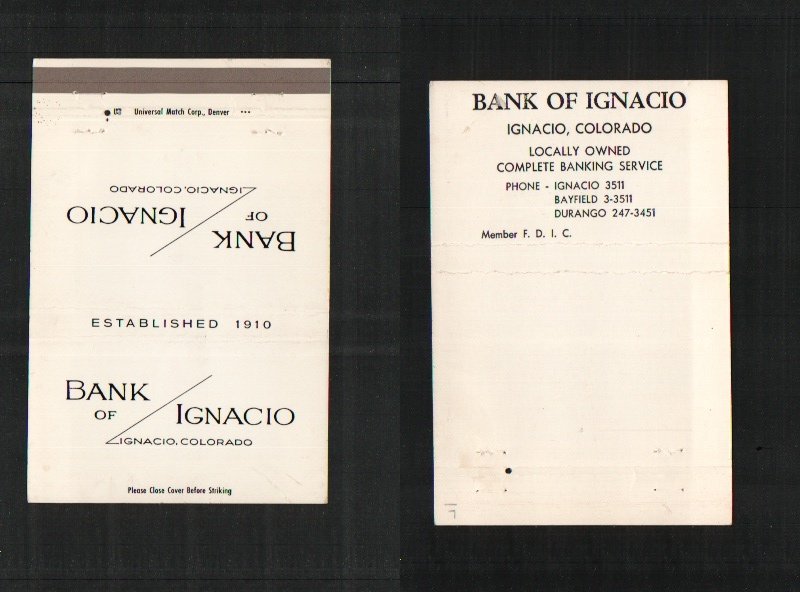 Universal Match Corp., Denver
BANK
OF IGNACIO
IGNACIO, COLORADO
ESTABLISHED 1910
BANK
OF IGNACIO
IGNACIO, COLORADO
Please Close Cover Before Striking
BANK OF IGNACIO
IGNACIO, COLORADO
LOCALLY OWNED
COMPLETE BANKING SERVICE
PHONE - IGNACIO 3511
BAYFIELD 3-3511
DURANGO 247-3451
Member F. D. I. C.